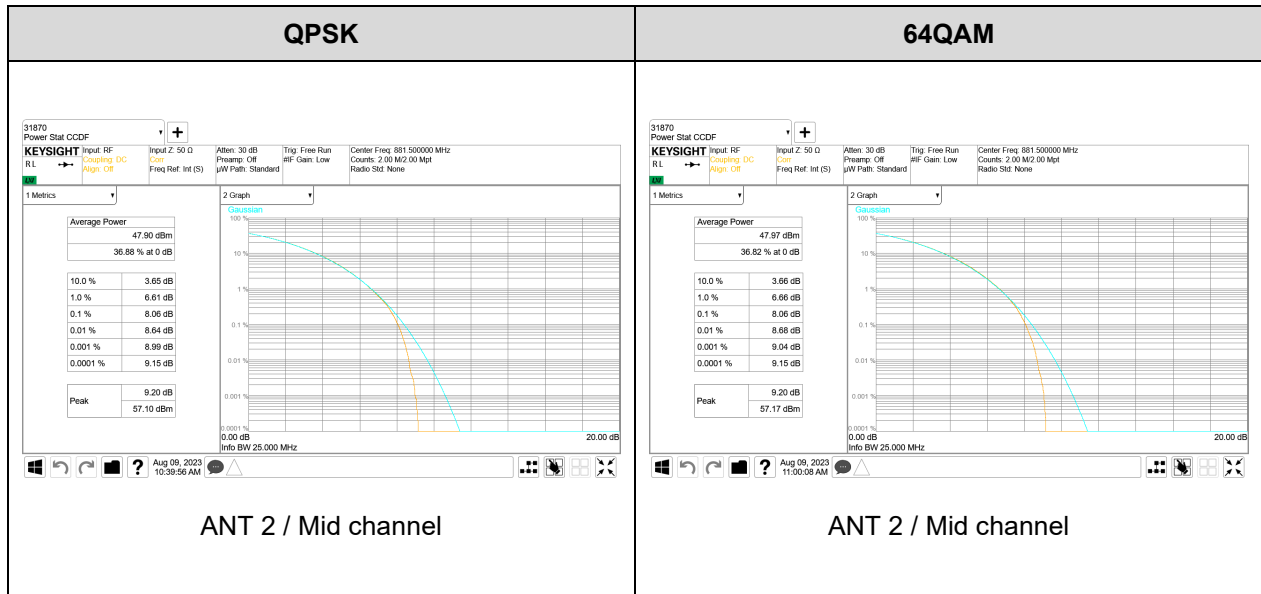 QPSK
64QAM
31870
Power Stat CCDF
+
KEYSIGHT
R L
LXI
Input: RF
Coupling: DC
Align: Off
Input Z: 50 Ω
Corr
Freq Ref: Int (S)
Atten: 30 dB
Preamp: Off
µW Path: Standard
Trig: Free Run
#IF Gain: Low
Center Freq: 881.500000 MHz
Counts: 2.00 M/2.00 Mpt
Radio Std: None
1 Metrics
Average Power
47.90 dBm
36.88 % at 0 dB
10.0 % 3.65 dB
1.0 % 6.61 dB
0.1 % 8.06 dB
0.01 % 8.64 dB
0.001 % 8.99 dB
0.0001 % 9.15 dB
Peak
9.20 dB
57.10 dBm
2 Graph
Gaussian
100 %
10 %
1 %
0.1 %
0.01 %
0.001 %
0.0001 %
0.00 dB 20.00 dB
Info BW 25.000 MHz
?
Aug 09, 2023
10:39:56 AM
ANT 2 / Mid channel
31870
Power Stat CCDF
+
KEYSIGHT
R L
LXI
Input: RF
Coupling: DC
Align: Off
Input Z: 50 Ω
Corr
Freq Ref: Int (S)
Atten: 30 dB
Preamp: Off
µW Path: Standard
Trig: Free Run
#IF Gain: Low
Center Freq: 881.500000 MHz
Counts: 2.00 M/2.00 Mpt
Radio Std: None
1 Metrics
Average Power
47.97 dBm
36.82 % at 0 dB
10.0 % 3.66 dB
1.0 % 6.66 dB
0.1 % 8.06 dB
0.01 % 8.68 dB
0.001 % 9.04 dB
0.0001 % 9.15 dB
Peak
9.20 dB
57.17 dBm
2 Graph
Gaussian
100 %
10 %
1 %
0.1 %
0.01 %
0.001 %
0.0001 %
0.00 dB 20.00 dB
Info BW 25.000 MHz
?
Aug 09, 2023
11:00:08 AM
ANT 2 / Mid channel